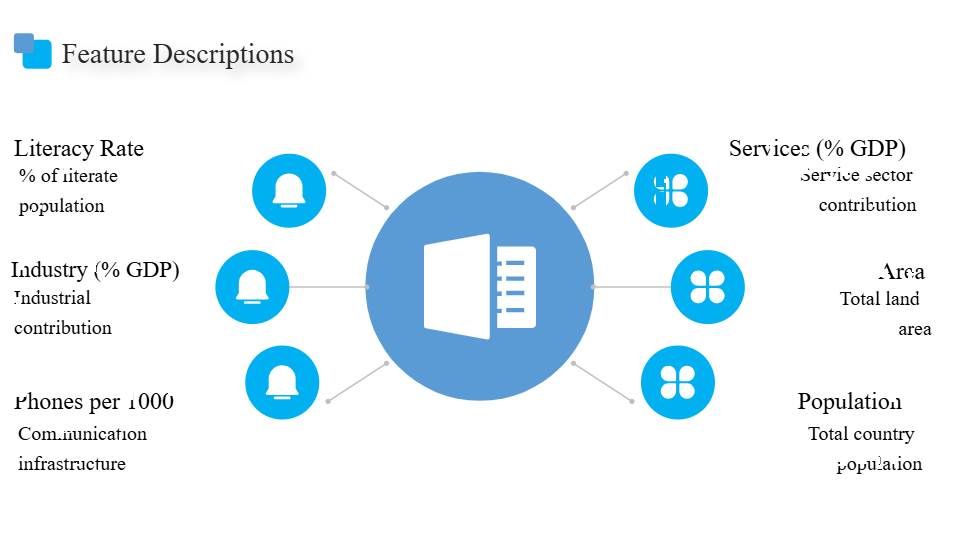 Feature Descriptions
Literacy Rate
% of literate
population
Industry (% GDP)
Industrial
contribution
Phones per 1000
Communication
infrastructure
Services (% GDP)
Service sector
contribution
Area
Total land
area
Population
Total country
population